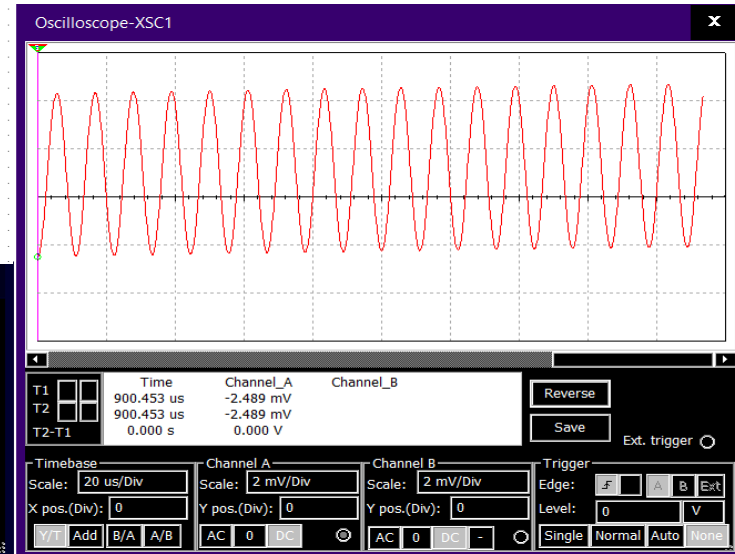 Oscilloscope-XSC1 X
Time Channel_A Channel_B
T1 900.453 us -2.489 mV
T2 900.453 us -2.489 mV
T2-T1 0.000 s 0.000 V
Reverse
Save
Ext. trigger
Timebase
Scale: 20 us/Div
X pos.(Div): 0
Y/T Add B/A A/B
Channel A
Scale: 2 mV/Div
Y pos.(Div): 0
AC 0 DC
Channel B
Scale: 2 mV/Div
Y pos.(Div): 0
AC 0 DC -
Trigger
Edge: A B Ext
Level: 0 V
Single Normal Auto None